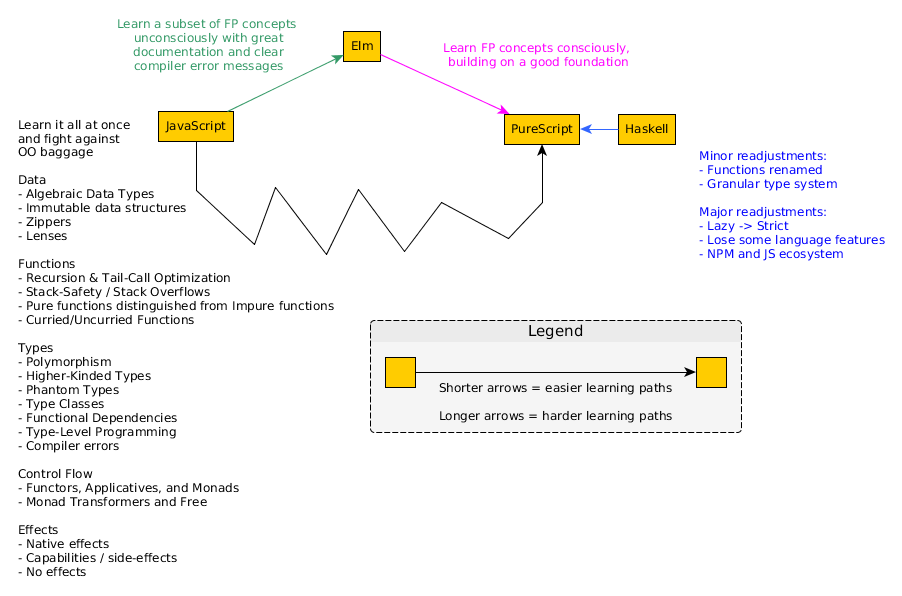 Learn a subset of FP concepts
unconsciously with great
documentation and clear
compiler error messages
Elm
Learn FP concepts consciously,
building on a good foundation
JavaScript
PureScript
Haskell
Learn it all at once
and fight against
OO baggage
Data
- Algebraic Data Types
- Immutable data structures
- Zippers
- Lenses
Functions
- Recursion & Tail-Call Optimization
- Stack-Safety / Stack Overflows
- Pure functions distinguished from Impure functions
- Curried/Uncurried Functions
Types
- Polymorphism
- Higher-Kinded Types
- Phantom Types
- Type Classes
- Functional Dependencies
- Type-Level Programming
- Compiler errors
Control Flow
- Functors, Applicatives, and Monads
- Monad Transformers and Free
Effects
- Native effects
- Capabilities / side-effects
- No effects
Minor readjustments:
- Functions renamed
- Granular type system
Major readjustments:
- Lazy -> Strict
- Lose some language features
- NPM and JS ecosystem
Legend
Shorter arrows = easier learning paths
Longer arrows = harder learning paths